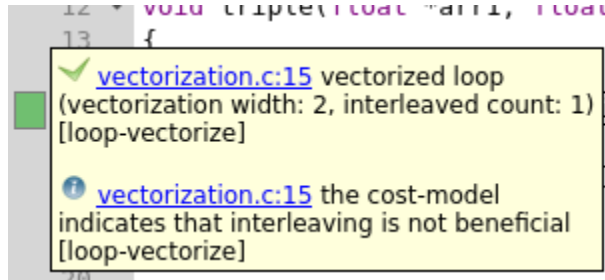 12 void triple(float *arr1, float
13 {
vectorization.c:15 vectorized loop
(vectorization width: 2, interleaved count: 1)
[loop-vectorize]
vectorization.c:15 the cost-model
indicates that interleaving is not beneficial
[loop-vectorize]
20